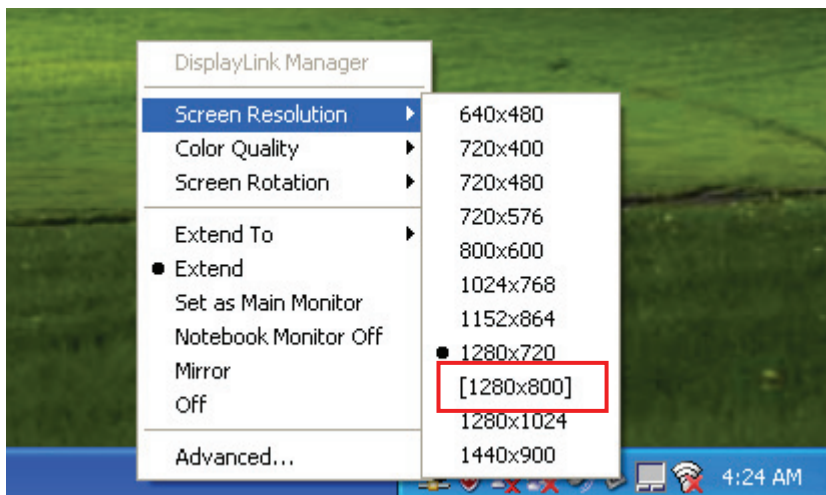 DisplayLink Manager
Screen Resolution
Color Quality
Screen Rotation
Extend To
Extend
Set as Main Monitor
Notebook Monitor Off
Mirror
Off
Advanced...
640x480
720x400
720x480
720x576
800x600
1024x768
1152x864
1280x720
[1280x800]
1280x1024
1440x900
4:24 AM